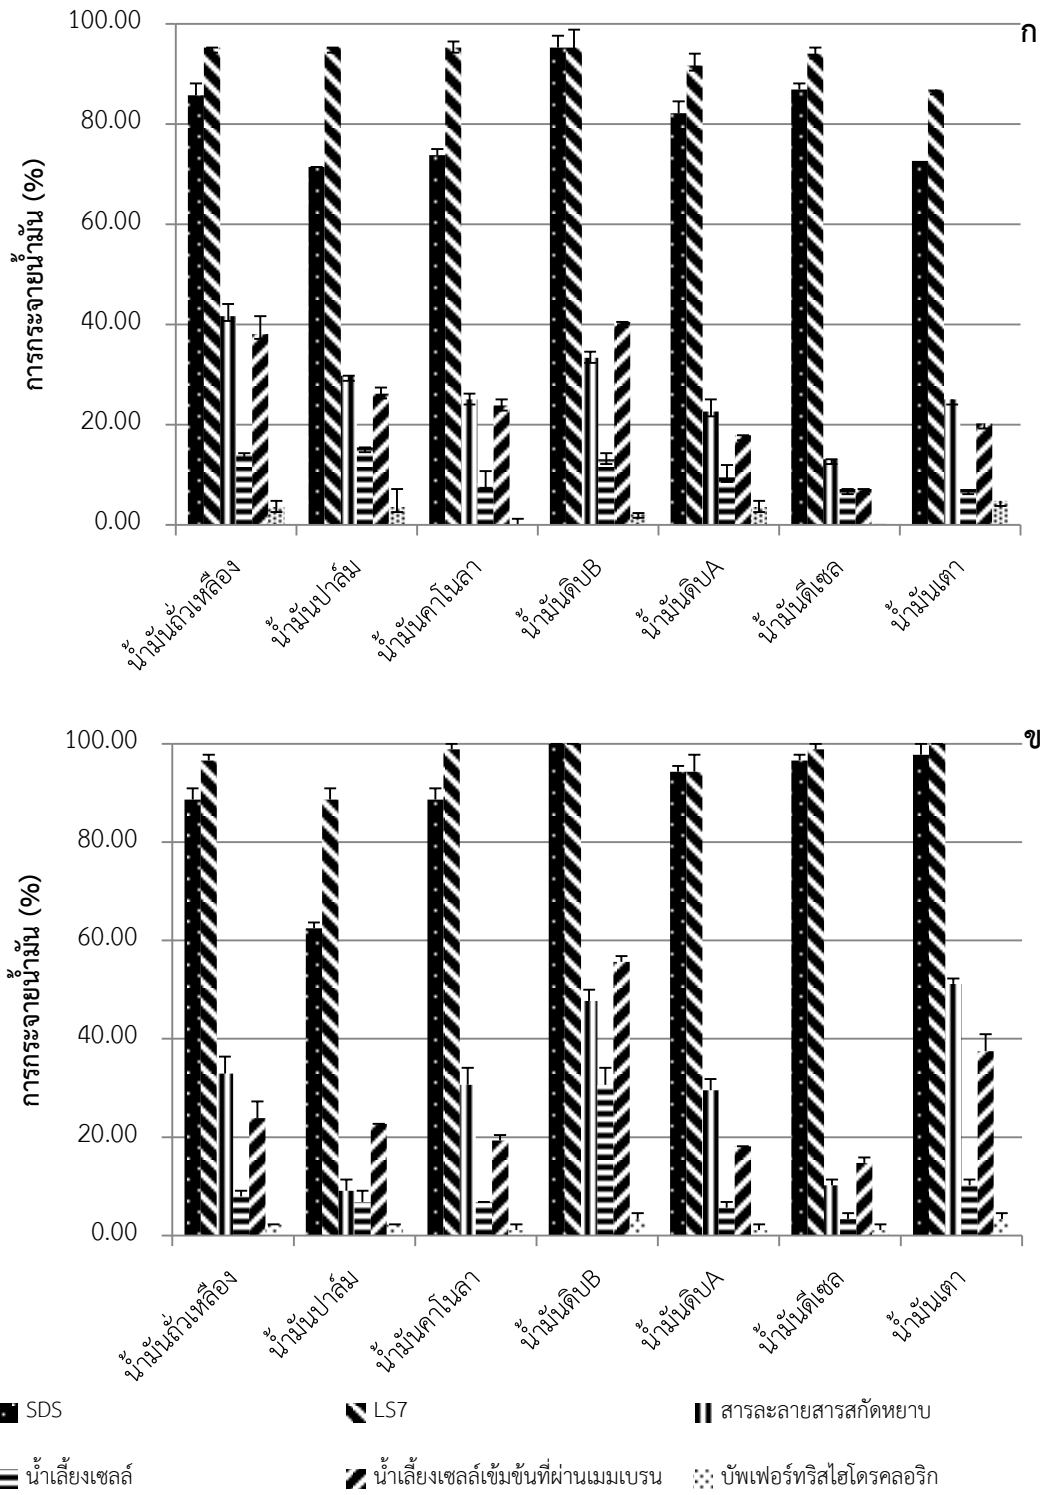 ก
การกระจายน้ำมัน (%)
100.00
80.00
60.00
40.00
20.00
0.00
น้ำมันถั่วเหลือง
น้ำมันปาล์ม
น้ำมันคาโนลา
น้ำมันดิบB
น้ำมันดิบA
น้ำมันดีเซล
น้ำมันเตา
ข
การกระจายน้ำมัน (%)
100.00
80.00
60.00
40.00
20.00
0.00
น้ำมันถั่วเหลือง
น้ำมันปาล์ม
น้ำมันคาโนลา
น้ำมันดิบB
น้ำมันดิบA
น้ำมันดีเซล
น้ำมันเตา
SDS
LS7
สารละลายสารสกัดหยาบ
น้ำเลี้ยงเซลล์
น้ำเลี้ยงเซลล์เข้มข้นที่ผ่านเมมเบรน
บัพเฟอร์ทริสไฮโดรคลอริก